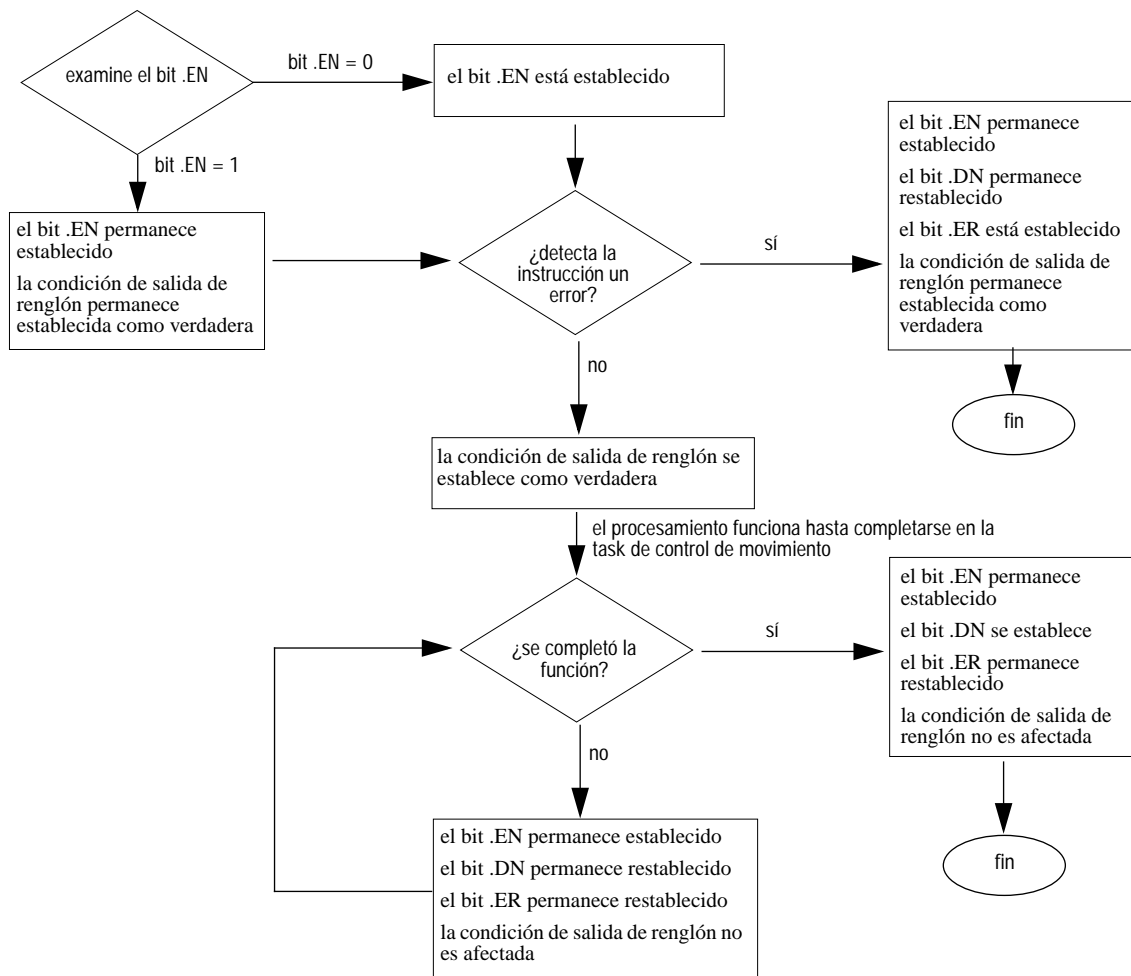 examine el bit .EN
bit .EN = 0
el bit .EN está establecido
bit .EN = 1
el bit .EN permanece
establecido
la condición de salida de
renglón permanece
establecida como verdadera
¿detecta la
instrucción un
error?
sí
el bit .EN permanece
establecido
el bit .DN permanece
restablecido
el bit .ER está establecido
la condición de salida de
renglón permanece
establecida como
verdadera
fin
no
la condición de salida de renglón se
establece como verdadera
el procesamiento funciona hasta completarse en la
task de control de movimiento
¿se completó la
función?
sí
el bit .EN permanece
establecido
el bit .DN se establece
el bit .ER permanece
restablecido
la condición de salida de
renglón no es afectada
fin
no
el bit .EN permanece establecido
el bit .DN permanece restablecido
el bit .ER permanece restablecido
la condición de salida de renglón no
es afectada